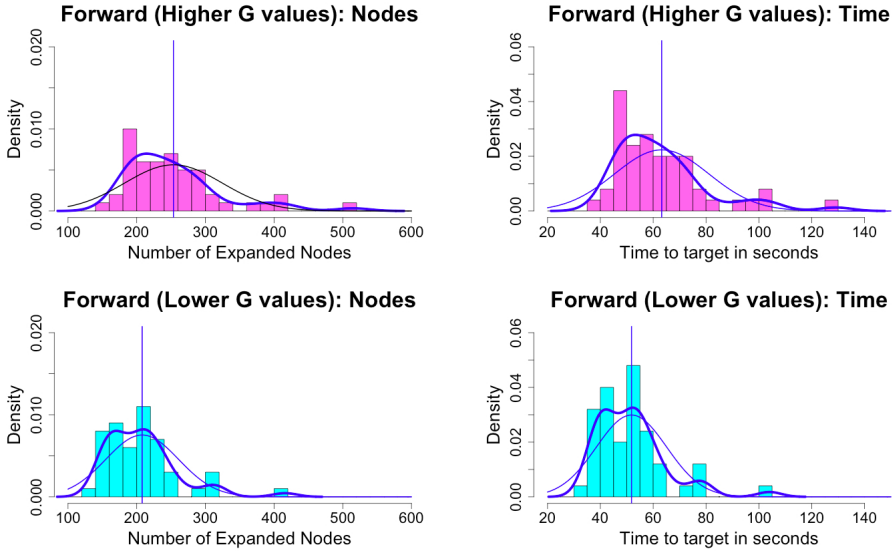 Forward (Higher G values): Nodes
Density
0.000 0.010 0.020
100 200 300 400 500 600
Number of Expanded Nodes
Forward (Higher G values): Time
Density
0.00 0.02 0.04 0.06
20 40 60 80 100 120 140
Time to target in seconds
Forward (Lower G values): Nodes
Density
0.000 0.010 0.020
100 200 300 400 500 600
Number of Expanded Nodes
Forward (Lower G values): Time
Density
0.00 0.02 0.04 0.06
20 40 60 80 100 120 140
Time to target in seconds